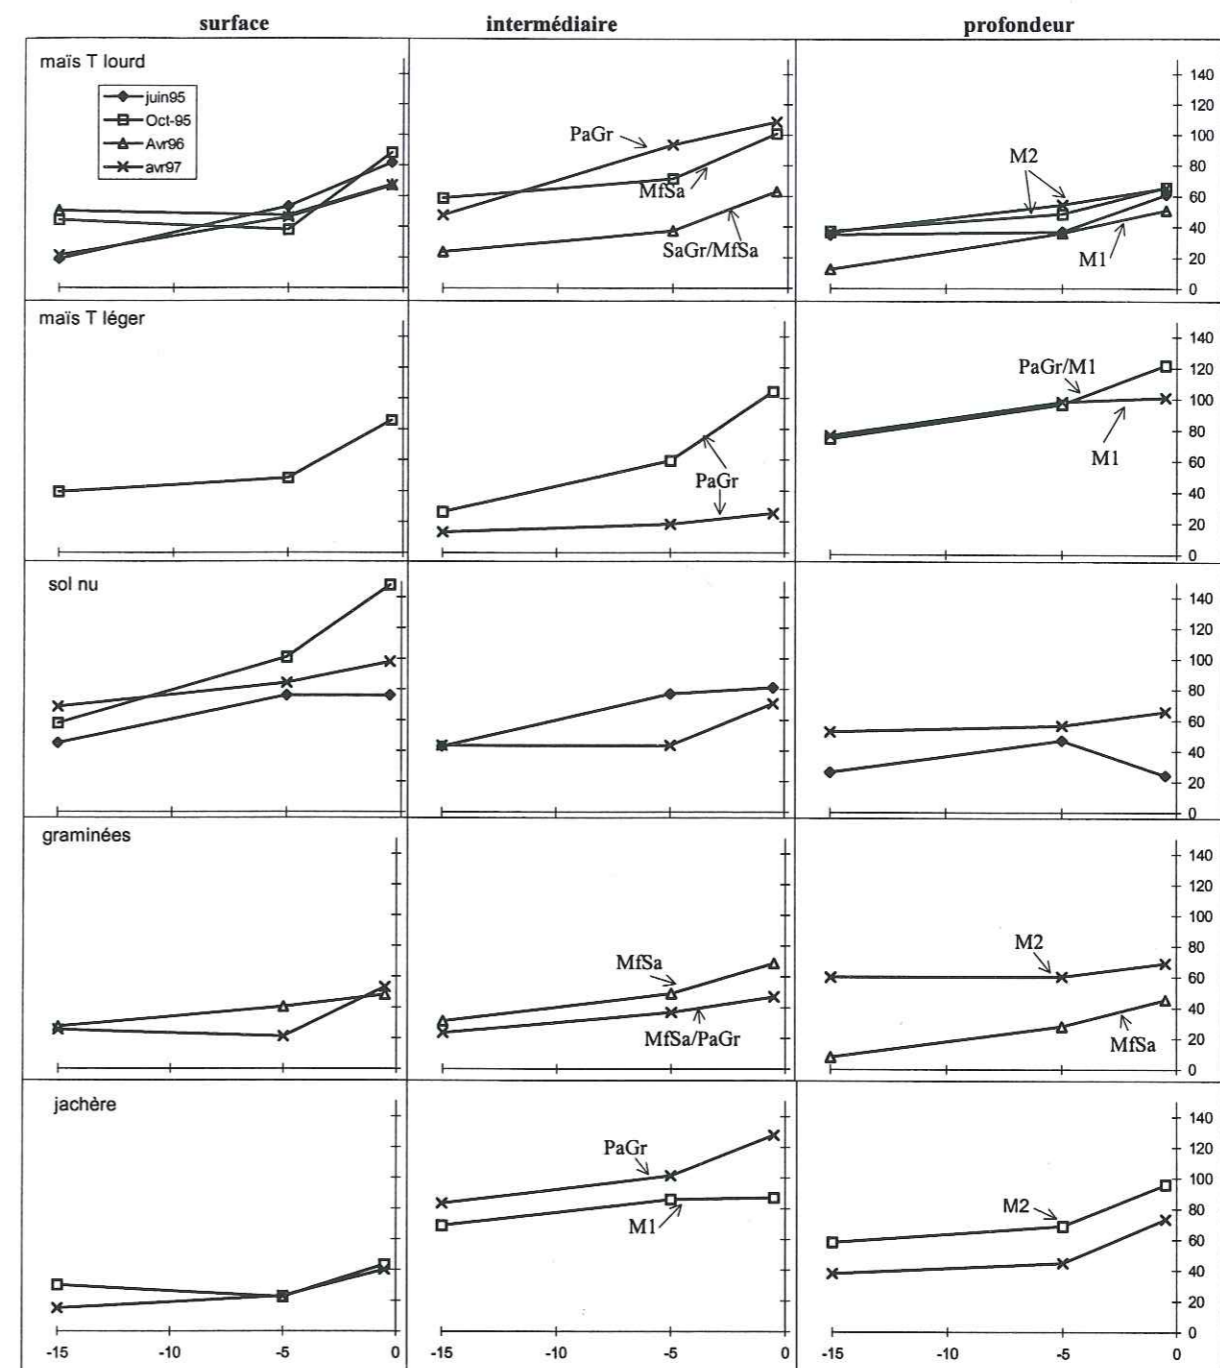 surface intermédiaire profondeur
maïs T lourd
juin95
Oct-95
Avr96
avr97
PaGr
MfSa
SaGr/MfSa
M2
M1
140
120
100
80
60
40
20
0
maïs T léger
PaGr
PaGr/M1
M1
140
120
100
80
60
40
20
0
sol nu
140
120
100
80
60
40
20
0
graminées
MfSa
MfSa/PaGr
M2
MfSa
140
120
100
80
60
40
20
0
jachère
PaGr
M1
M2
140
120
100
80
60
40
20
0
-15 -10 -5 0 -15 -10 -5 0 -15 -10 -5 0